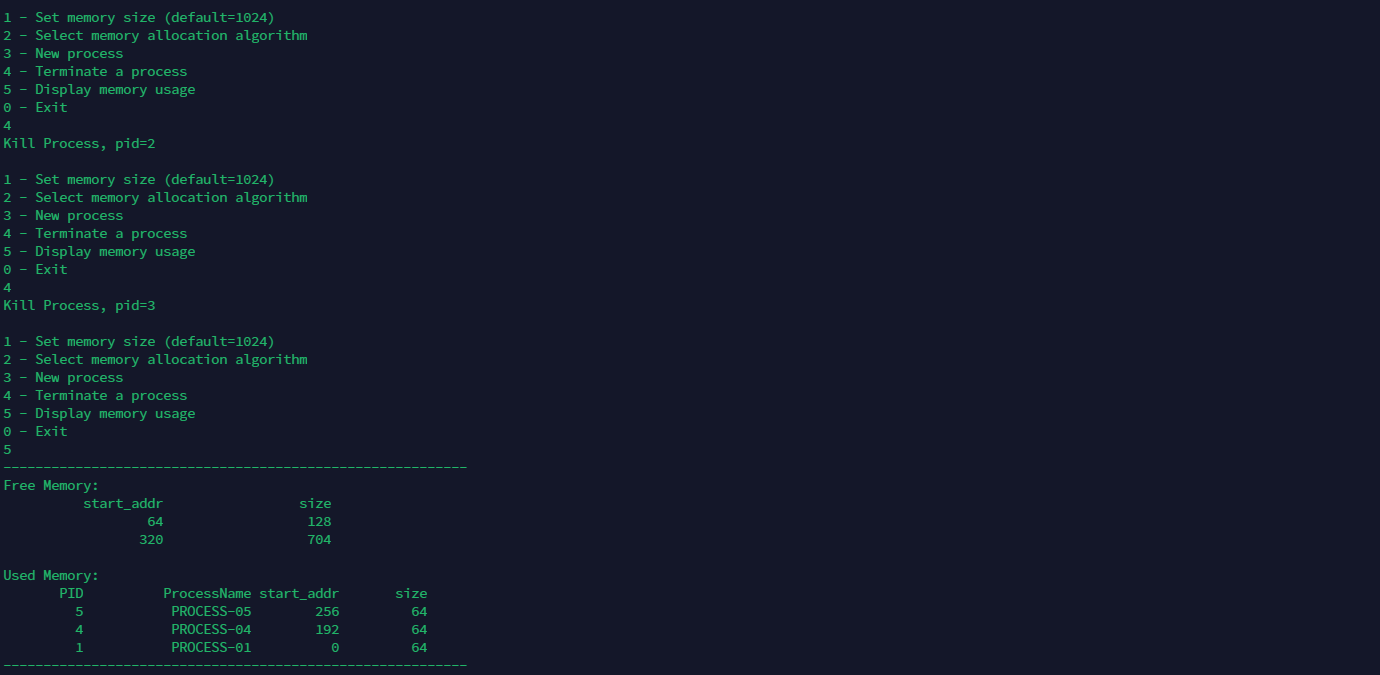 1 - Set memory size (default=1024)
2 - Select memory allocation algorithm
3 - New process
4 - Terminate a process
5 - Display memory usage
0 - Exit
4
Kill Process, pid=2
1 - Set memory size (default=1024)
2 - Select memory allocation algorithm
3 - New process
4 - Terminate a process
5 - Display memory usage
0 - Exit
4
Kill Process, pid=3
1 - Set memory size (default=1024)
2 - Select memory allocation algorithm
3 - New process
4 - Terminate a process
5 - Display memory usage
0 - Exit
5
----------------------------------------------------------
Free Memory:
start_addr size
64 128
320 704
Used Memory:
PID ProcessName start_addr size
5 PROCESS-05 256 64
4 PROCESS-04 192 64
1 PROCESS-01 0 64
----------------------------------------------------------